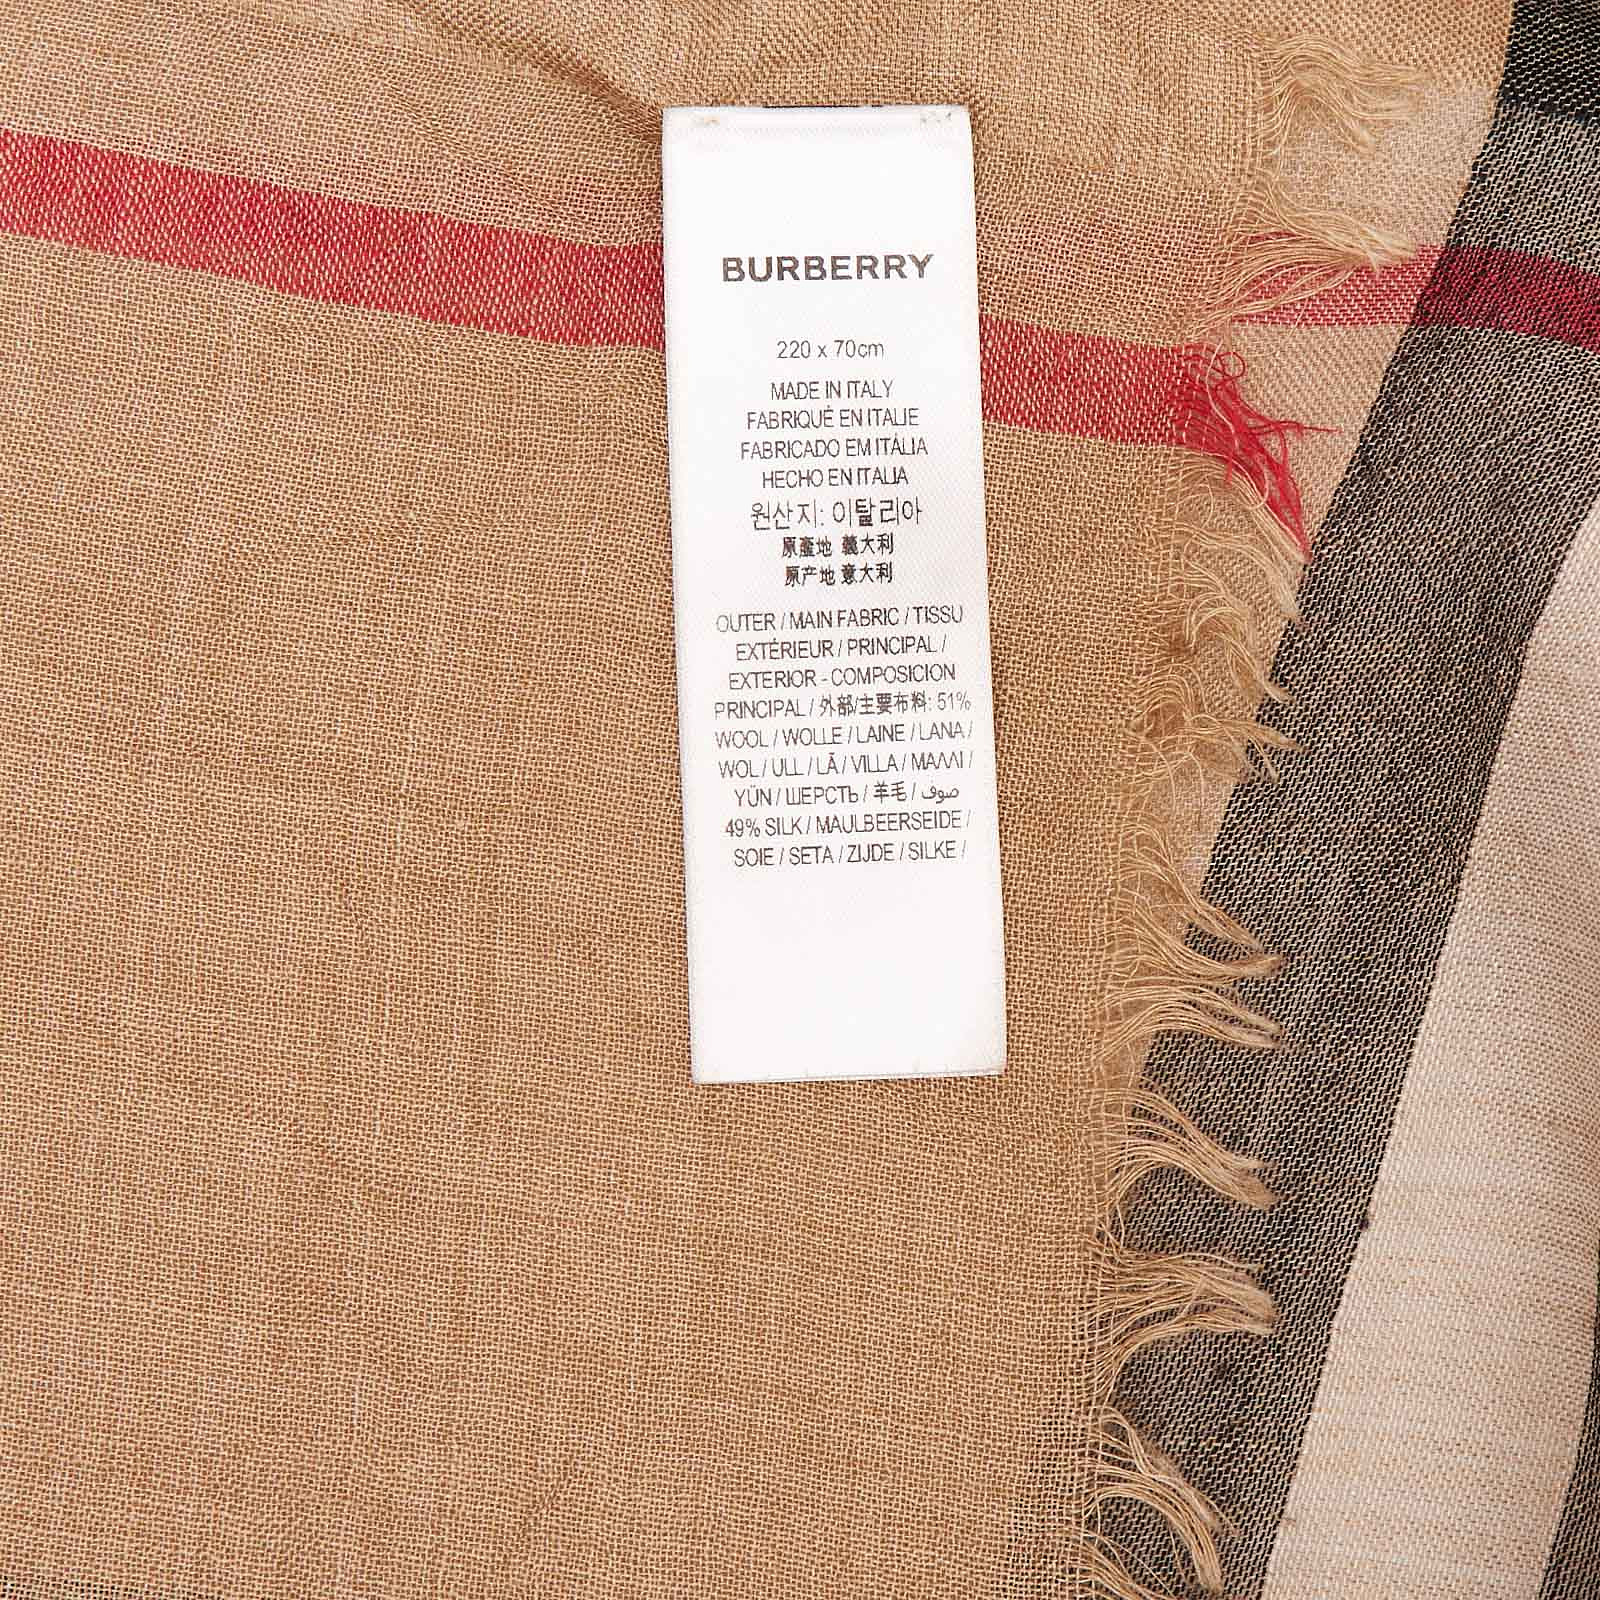 BURBERRY
220 x 70cm
MADE IN ITALY
FABRIQUÉ EN ITALIE
FABRICADO EM ITÁLIA
HECHO EN ITALIA
원산지: 이탈리아
原產地 義大利
原产地 意大利
OUTER / MAIN FABRIC / TISSU
EXTÉRIEUR / PRINCIPAL /
EXTERIOR - COMPOSICION
PRINCIPAL / 外部/主要布料: 51%
WOOL / WOLLE / LAINE / LANA /
WOL / ULL / LÃ / VILLA / ΜΑΛΛΙ /
YÜN / ШЕРСТЬ / 羊毛 / صوف /
49% SILK / MAULBEERSEIDE /
SOIE / SETA / ZIJDE / SILKE /